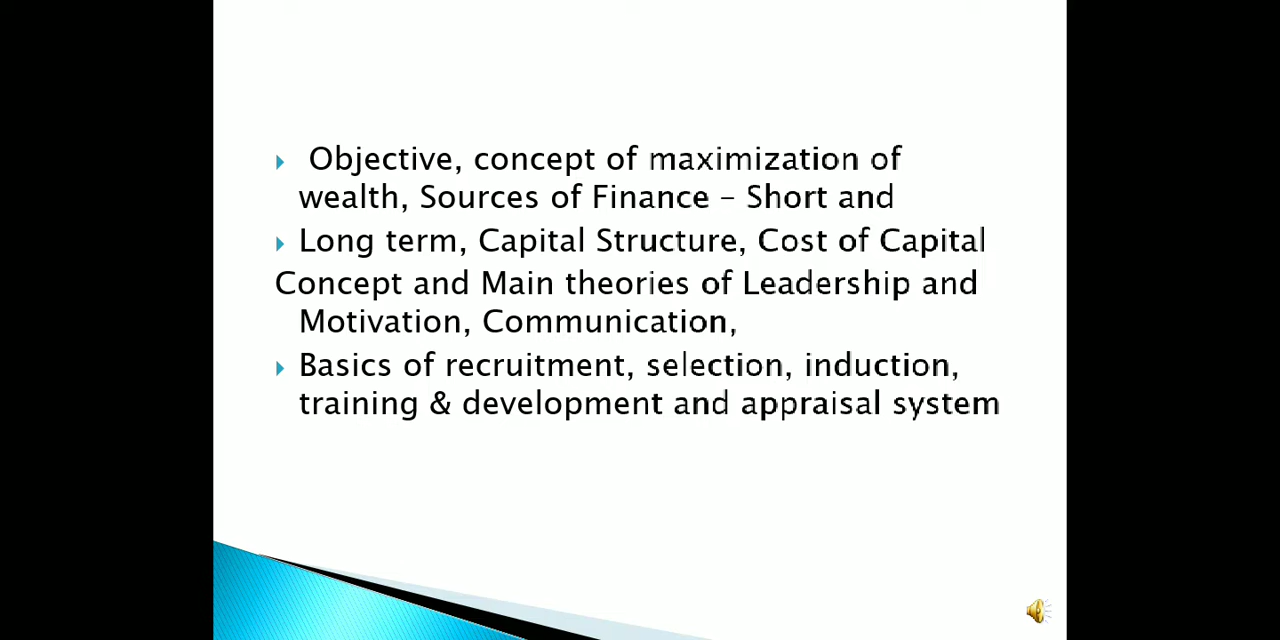 Objective, concept of maximization of
wealth, Sources of Finance – Short and
Long term, Capital Structure, Cost of Capital
Concept and Main theories of Leadership and
Motivation, Communication,
Basics of recruitment, selection, induction,
training & development and appraisal system